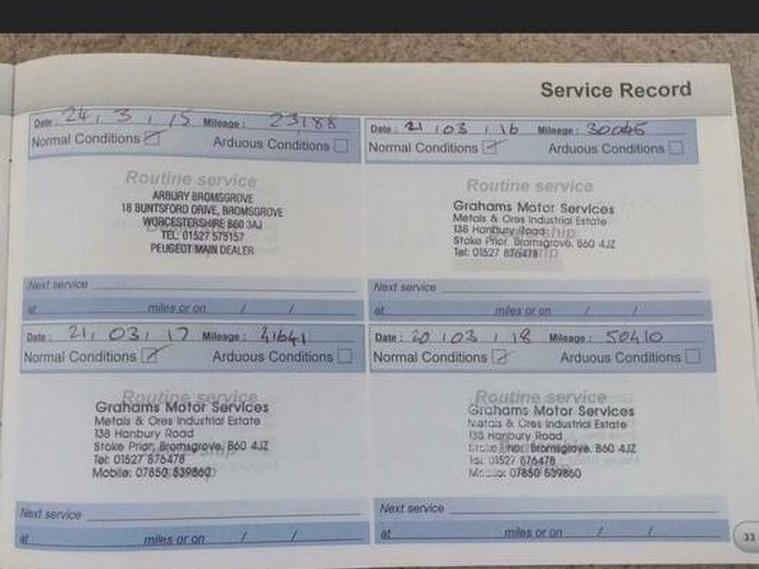 Service Record
Date: 24, 3, 15 Mileage: 23,188
Normal Conditions Arduous Conditions
Routine service
ARBURY BROMSGROVE
18 BUNTSFORD DRIVE, BROMSGROVE
WORCESTERSHIRE B60 3AJ
TEL: 01527 575157
PEUGEOT MAIN DEALER
Next service
at miles or on / /
Date: 21 / 03 / 16 Mileage: 30045
Normal Conditions Arduous Conditions
Routine service
Grahams Motor Services
Metals & Ores Industrial Estate
138 Hanbury Road
Stoke Prior, Bromsgrove. B60 4JZ
Tel: 01527 876478
Next service
at miles or on / /
Date: 21, 03, 17 Mileage: 41641
Normal Conditions Arduous Conditions
Routine service
Grahams Motor Services
Metals & Ores Industrial Estate
138 Hanbury Road
Stoke Prior, Bromsgrove. B60 4JZ
Tel: 01527 876478
Mobile: 07850 539860
Next service
at miles or on / /
Date: 20 / 03 / 18 Mileage: 50410
Normal Conditions Arduous Conditions
Routine service
Grahams Motor Services
Metals & Ores Industrial Estate
138 Hanbury Road
Stoke Prior, Bromsgrove. B60 4JZ
Tel: 01527 876478
Mobile: 07850 539860
Next service
at miles or on / /
33